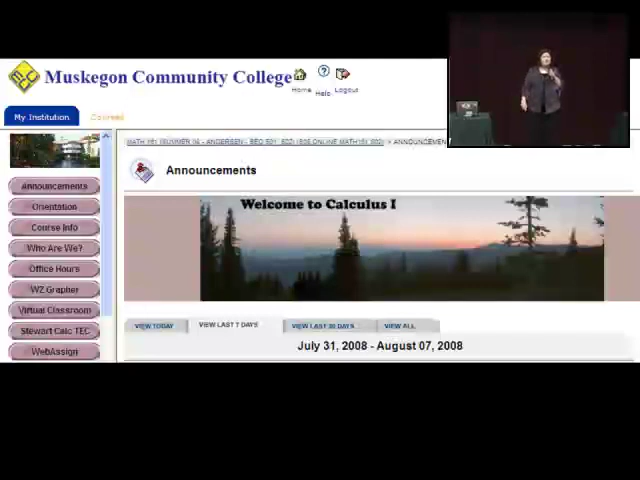 Muskegon Community College
Home
Help
Logout
My Institution
Courses
ANNOUNCEMEN
Announcements
Announcements
Orientation
Course Info
Who Are We?
Office Hours
WZ Grapher
Virtual Classroom
Stewart Calc TEC
WebAssign
Welcome to Calculus I
VIEW TODAY
VIEW LAST 7 DAYS
VIEW LAST 30 DAYS
VIEW ALL
July 31, 2008 - August 07, 2008